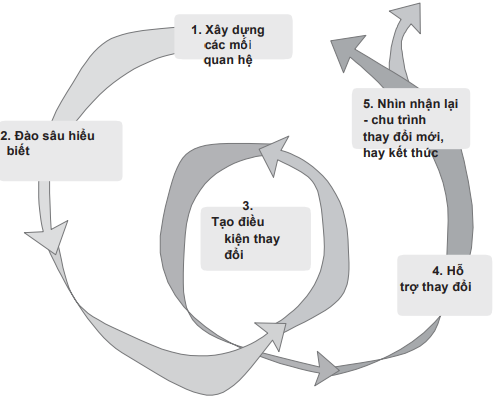 1. Xây dựng
các mối
quan hệ
2. Đào sâu hiểu
biết
3.
Tạo điều
kiện thay
đổi
4. Hỗ
trợ thay đổi
5. Nhìn nhận lại
- chu trình
thay đổi mới,
hay kết thúc